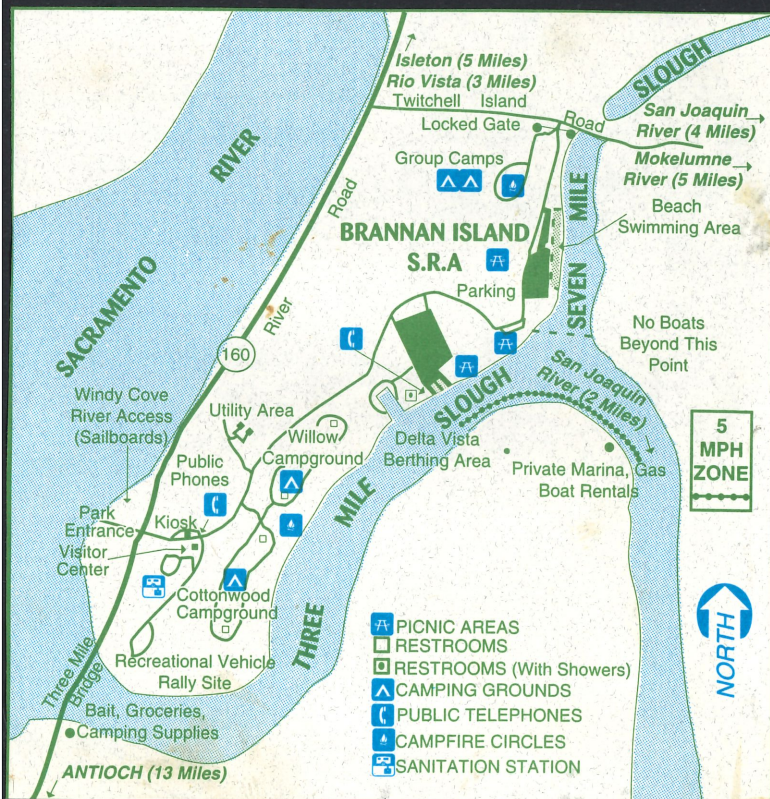 Isleton (5 Miles)
Rio Vista (3 Miles)
Twitchell Island
Road
Locked Gate
SLOUGH
San Joaquin
River (4 Miles)
Mokelumne
River (5 Miles)
Group Camps
RIVER
Road
BRANNAN ISLAND
S.R.A
MILE
Beach
Swimming Area
Parking
SEVEN
SACRAMENTO
River
160
No Boats
Beyond This
Point
San Joaquin
River (2 Miles)
Windy Cove
River Access
(Sailboards)
Utility Area
Willow
Campground
SLOUGH
Delta Vista
Berthing Area
5
MPH
ZONE
Private Marina, Gas
Boat Rentals
Public
Phones
MILE
Park
Entrance
Kiosk
Visitor
Center
Cottonwood
Campground
THREE
Recreational Vehicle
Rally Site
Three Mile
Bridge
Bait, Groceries,
Camping Supplies
ANTIOCH (13 Miles)
PICNIC AREAS
RESTROOMS
RESTROOMS (With Showers)
CAMPING GROUNDS
PUBLIC TELEPHONES
CAMPFIRE CIRCLES
SANITATION STATION
NORTH